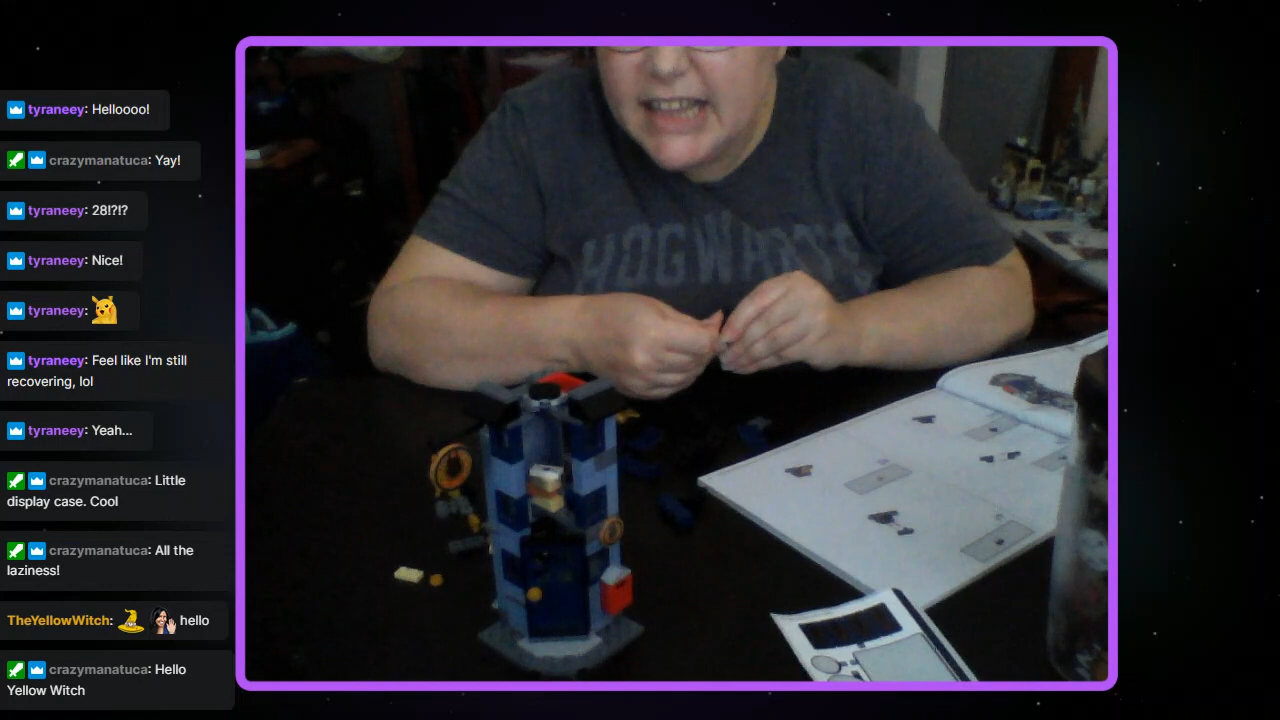 tyraneey: Helloooo!
crazymanatuca: Yay!
tyraneey: 28!?!?
tyraneey: Nice!
tyraneey:
tyraneey: Feel like I'm still
recovering, lol
tyraneey: Yeah...
crazymanatuca: Little
display case. Cool
crazymanatuca: All the
laziness!
TheYellowWitch: hello
crazymanatuca: Hello
Yellow Witch
HOGWARTS